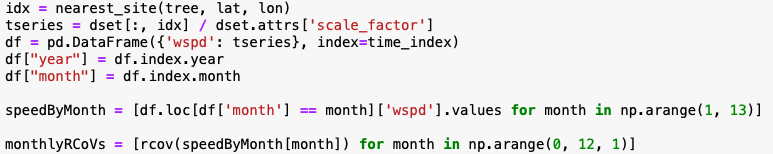 idx = nearest_site(tree, lat, lon)
tseries = dset[:, idx] / dset.attrs['scale_factor']
df = pd.DataFrame({'wspd': tseries}, index=time_index)
df["year"] = df.index.year
df["month"] = df.index.month
speedByMonth = [df.loc[df['month'] == month]['wspd'].values for month in np.arange(1, 13)]
monthlyRCoVs = [rcov(speedByMonth[month]) for month in np.arange(0, 12, 1)]